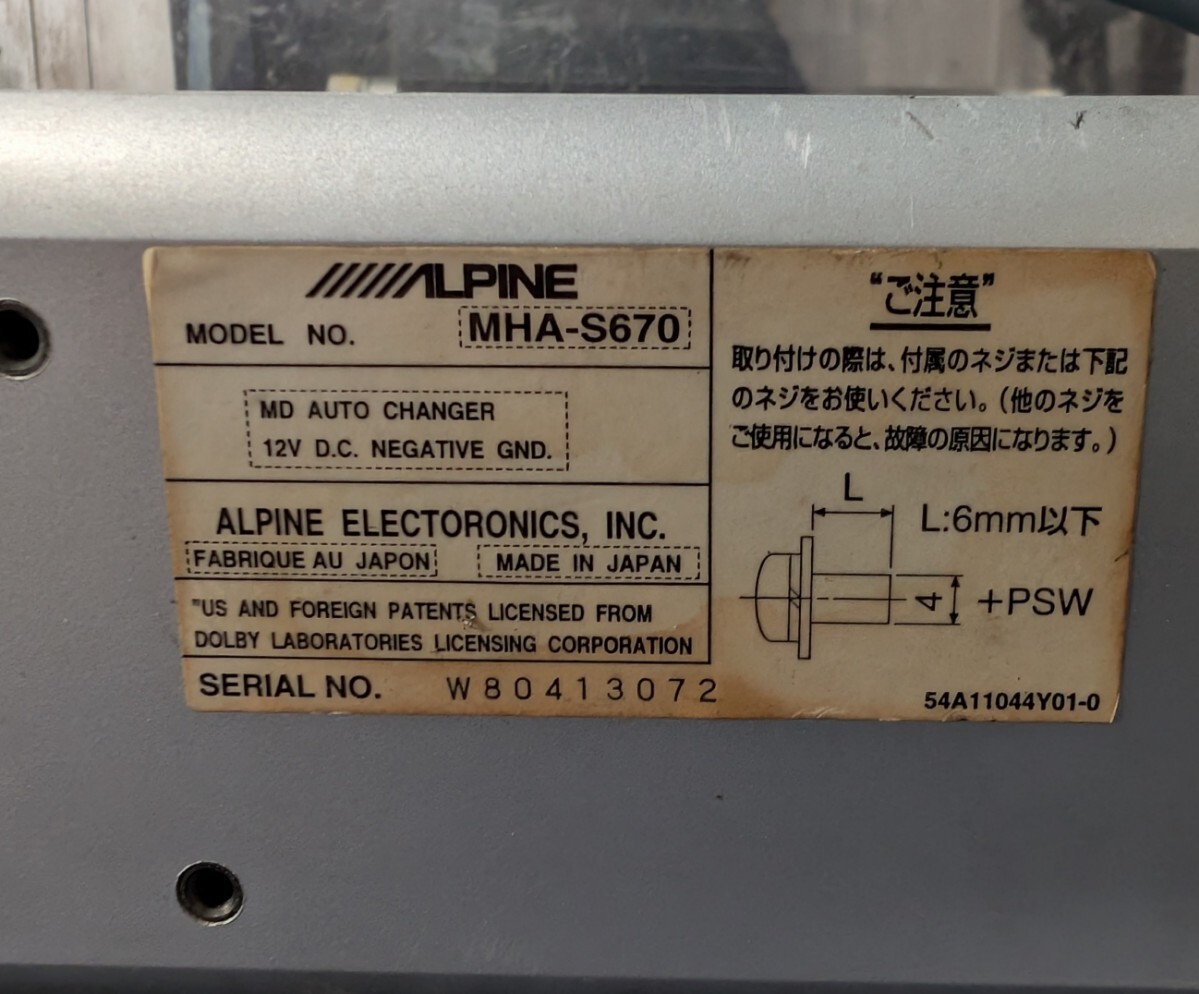 ALPINE
MODEL NO. MHA-S670
MD AUTO CHANGER
12V D.C. NEGATIVE GND.
ALPINE ELECTORONICS, INC.
FABRIQUE AU JAPON MADE IN JAPAN
"US AND FOREIGN PATENTS LICENSED FROM
DOLBY LABORATORIES LICENSING CORPORATION
SERIAL NO. W80413072
“ご注意”
取り付けの際は、付属のネジまたは下記
のネジをお使いください。(他のネジを
ご使用になると、故障の原因になります。)
L
L:6mm以下
4
+PSW
54A11044Y01-0